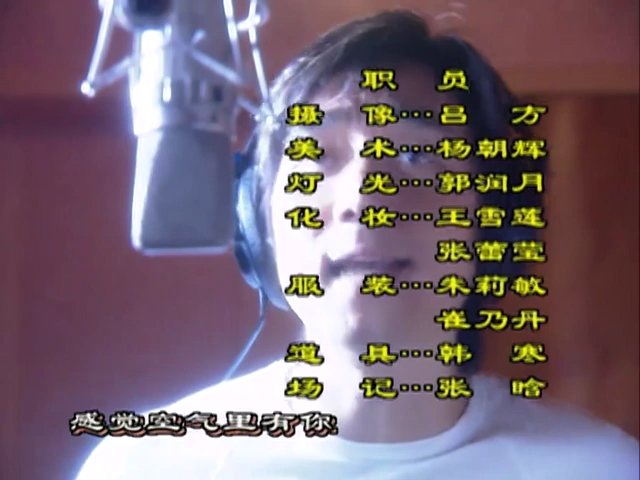 职 员
摄 像…吕 方
美 术…杨朝辉
灯 光…郭润月
化 妆…王雪莲
张蕾莹
服 装…朱莉敏
崔乃丹
道 具…韩 寒
场 记…张 晗
感觉空气里有你